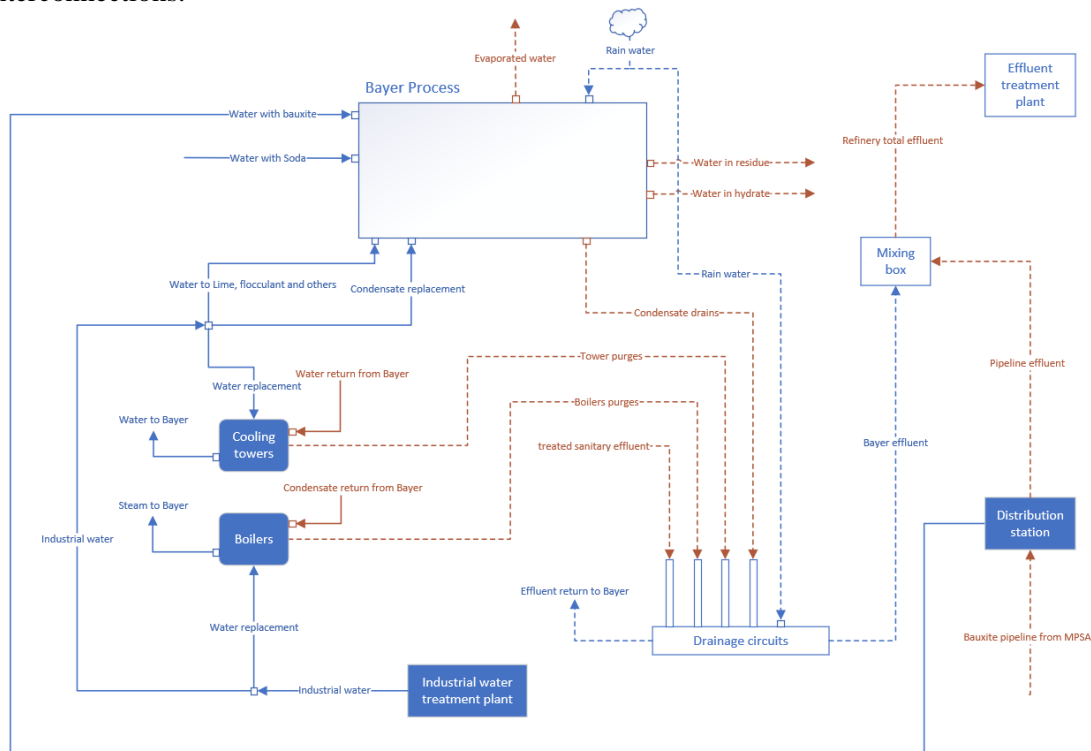 terconnections.
Rain water
Evaporated water
Effluent
treatment
plant
Bayer Process
Water with bauxite
Refinery total effluent
Water with Soda
Water in residue
Water in hydrate
Mixing
box
Rain water
Water to Lime, flocculant and others
Condensate replacement
Condensate drains
Tower purges
Pipeline effluent
Water return from Bayer
Water replacement
Boilers purges
Water to Bayer
Cooling
towers
treated sanitary effluent
Bayer effluent
Condensate return from Bayer
Steam to Bayer
Distribution
station
Industrial water
Boilers
Effluent return to Bayer
Water replacement
Drainage circuits
Bauxite pipeline from MPSA
Industrial water
Industrial water
treatment plant